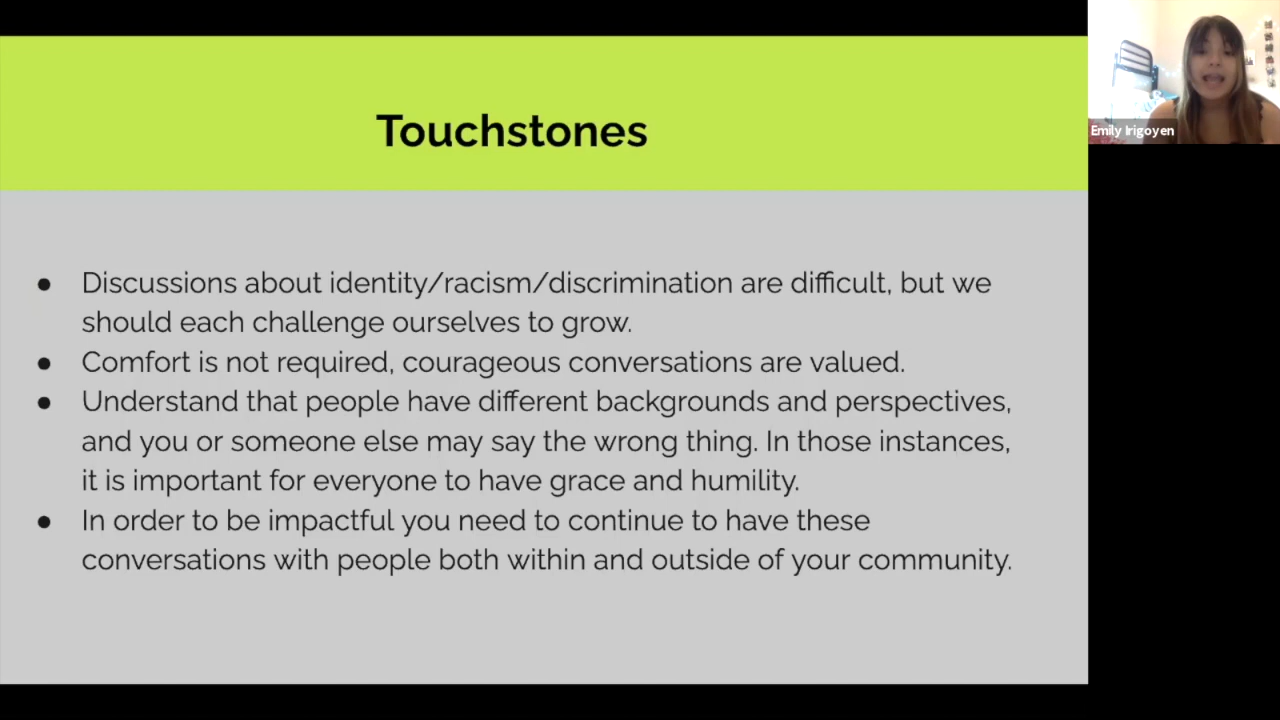 Touchstones
Emily Irigoyen
● Discussions about identity/racism/discrimination are difficult, but we
should each challenge ourselves to grow.
● Comfort is not required, courageous conversations are valued.
● Understand that people have different backgrounds and perspectives,
and you or someone else may say the wrong thing. In those instances,
it is important for everyone to have grace and humility.
● In order to be impactful you need to continue to have these
conversations with people both within and outside of your community.